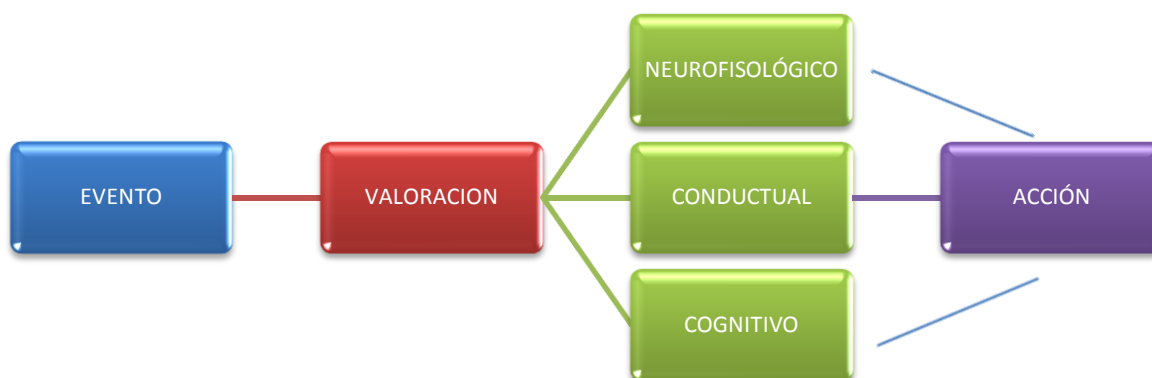 NEUROFISOLÓGICO
EVENTO
VALORACION
CONDUCTUAL
ACCIÓN
COGNITIVO